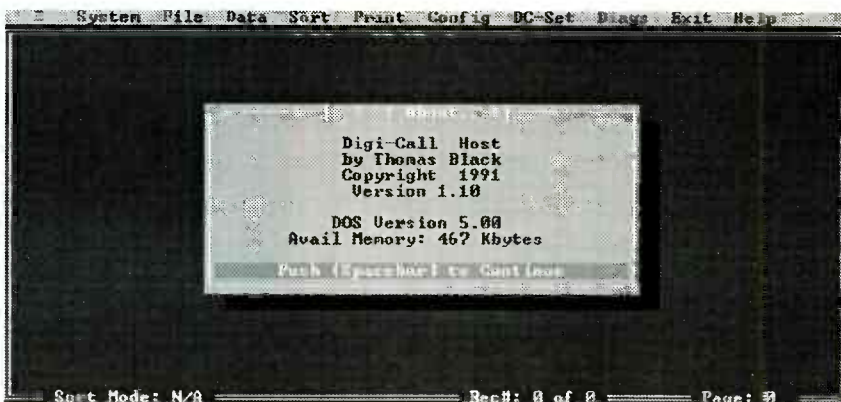 System File Data Sort Print Config DC-Set Diags Exit Help
Digi-Call Host
by Thomas Black
Copyright 1991
Version 1.10
DOS Version 5.00
Avail Memory: 467 Kbytes
Push [Spacebar] to Continue
Sort Mode: N/A Rec#: 0 of 0 Page: 0